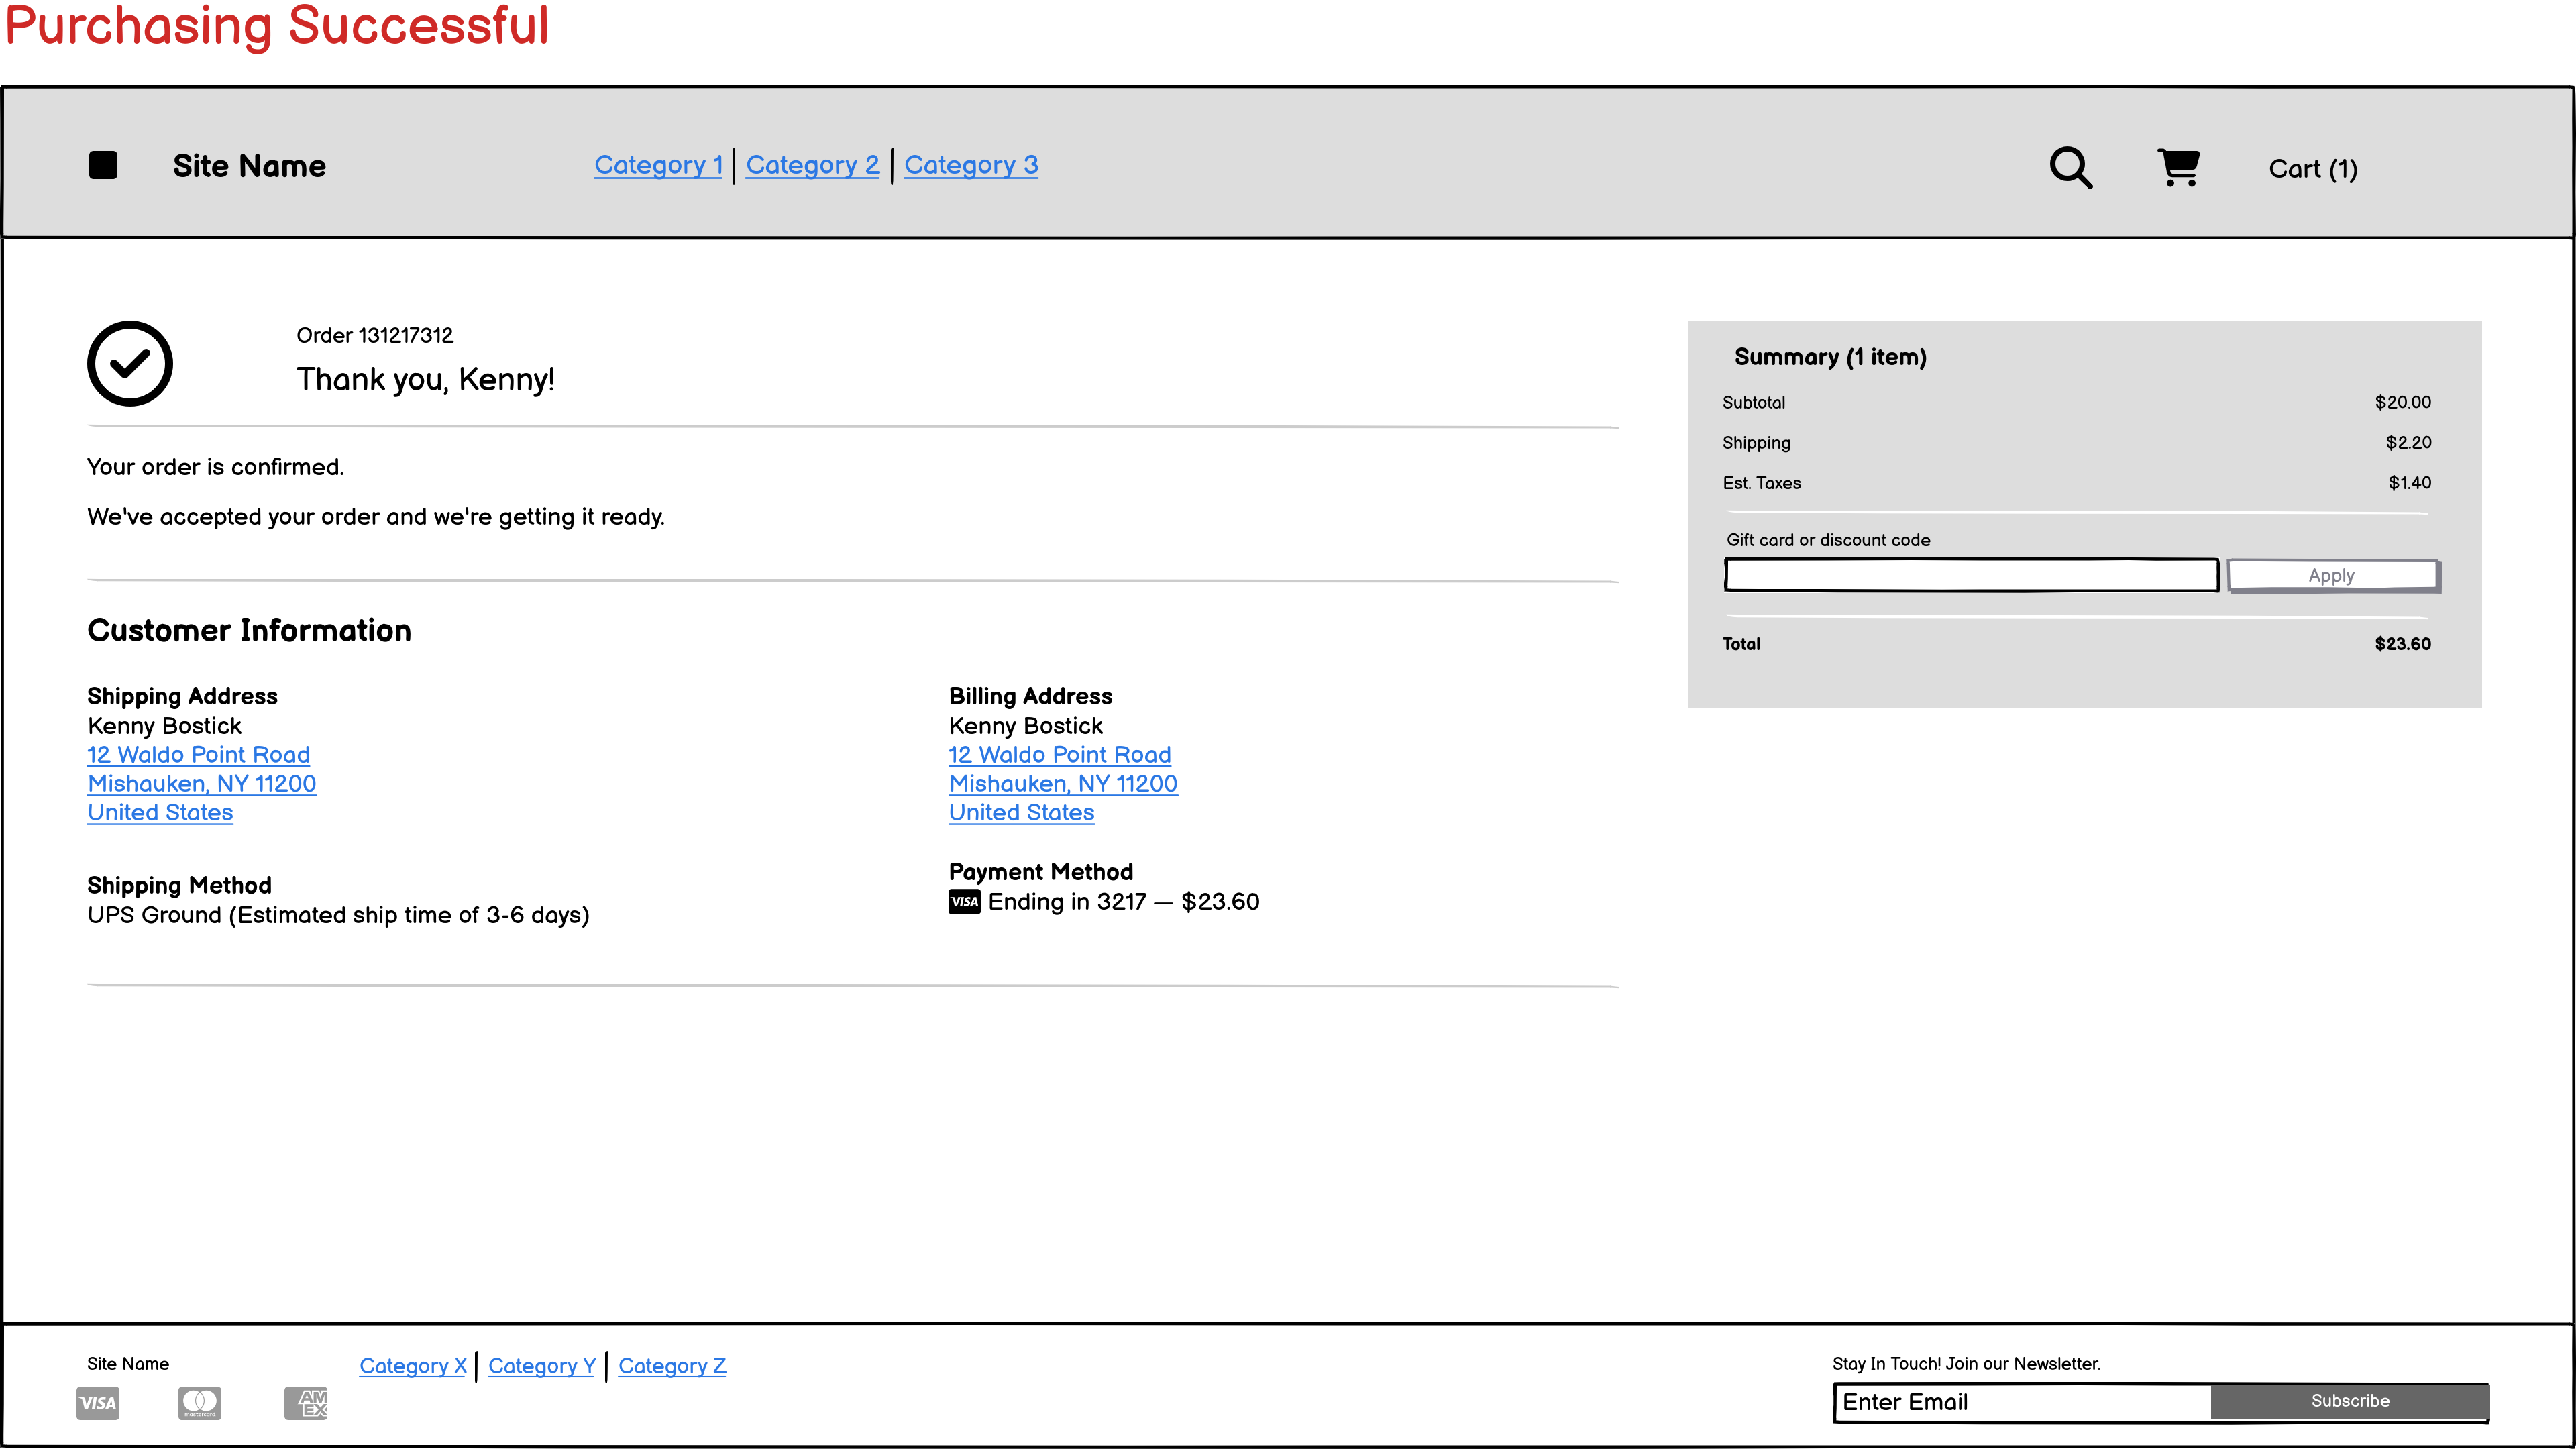 Purchasing Successful
Site Name
Category 1 | Category 2 | Category 3
Cart (1)
Order 131217312
Thank you, Kenny!
Your order is confirmed.
We've accepted your order and we're getting it ready.
Customer Information
Shipping Address
Kenny Bostick
12 Waldo Point Road
Mishauken, NY 11200
United States
Shipping Method
UPS Ground (Estimated ship time of 3-6 days)
Billing Address
Kenny Bostick
12 Waldo Point Road
Mishauken, NY 11200
United States
Payment Method
VISA Ending in 3217 — $23.60
Summary (1 item)
Subtotal $20.00
Shipping $2.20
Est. Taxes $1.40
Gift card or discount code
Apply
Total $23.60
Site Name
VISA mastercard AM EX
Category X | Category Y | Category Z
Stay In Touch! Join our Newsletter.
Enter Email Subscribe